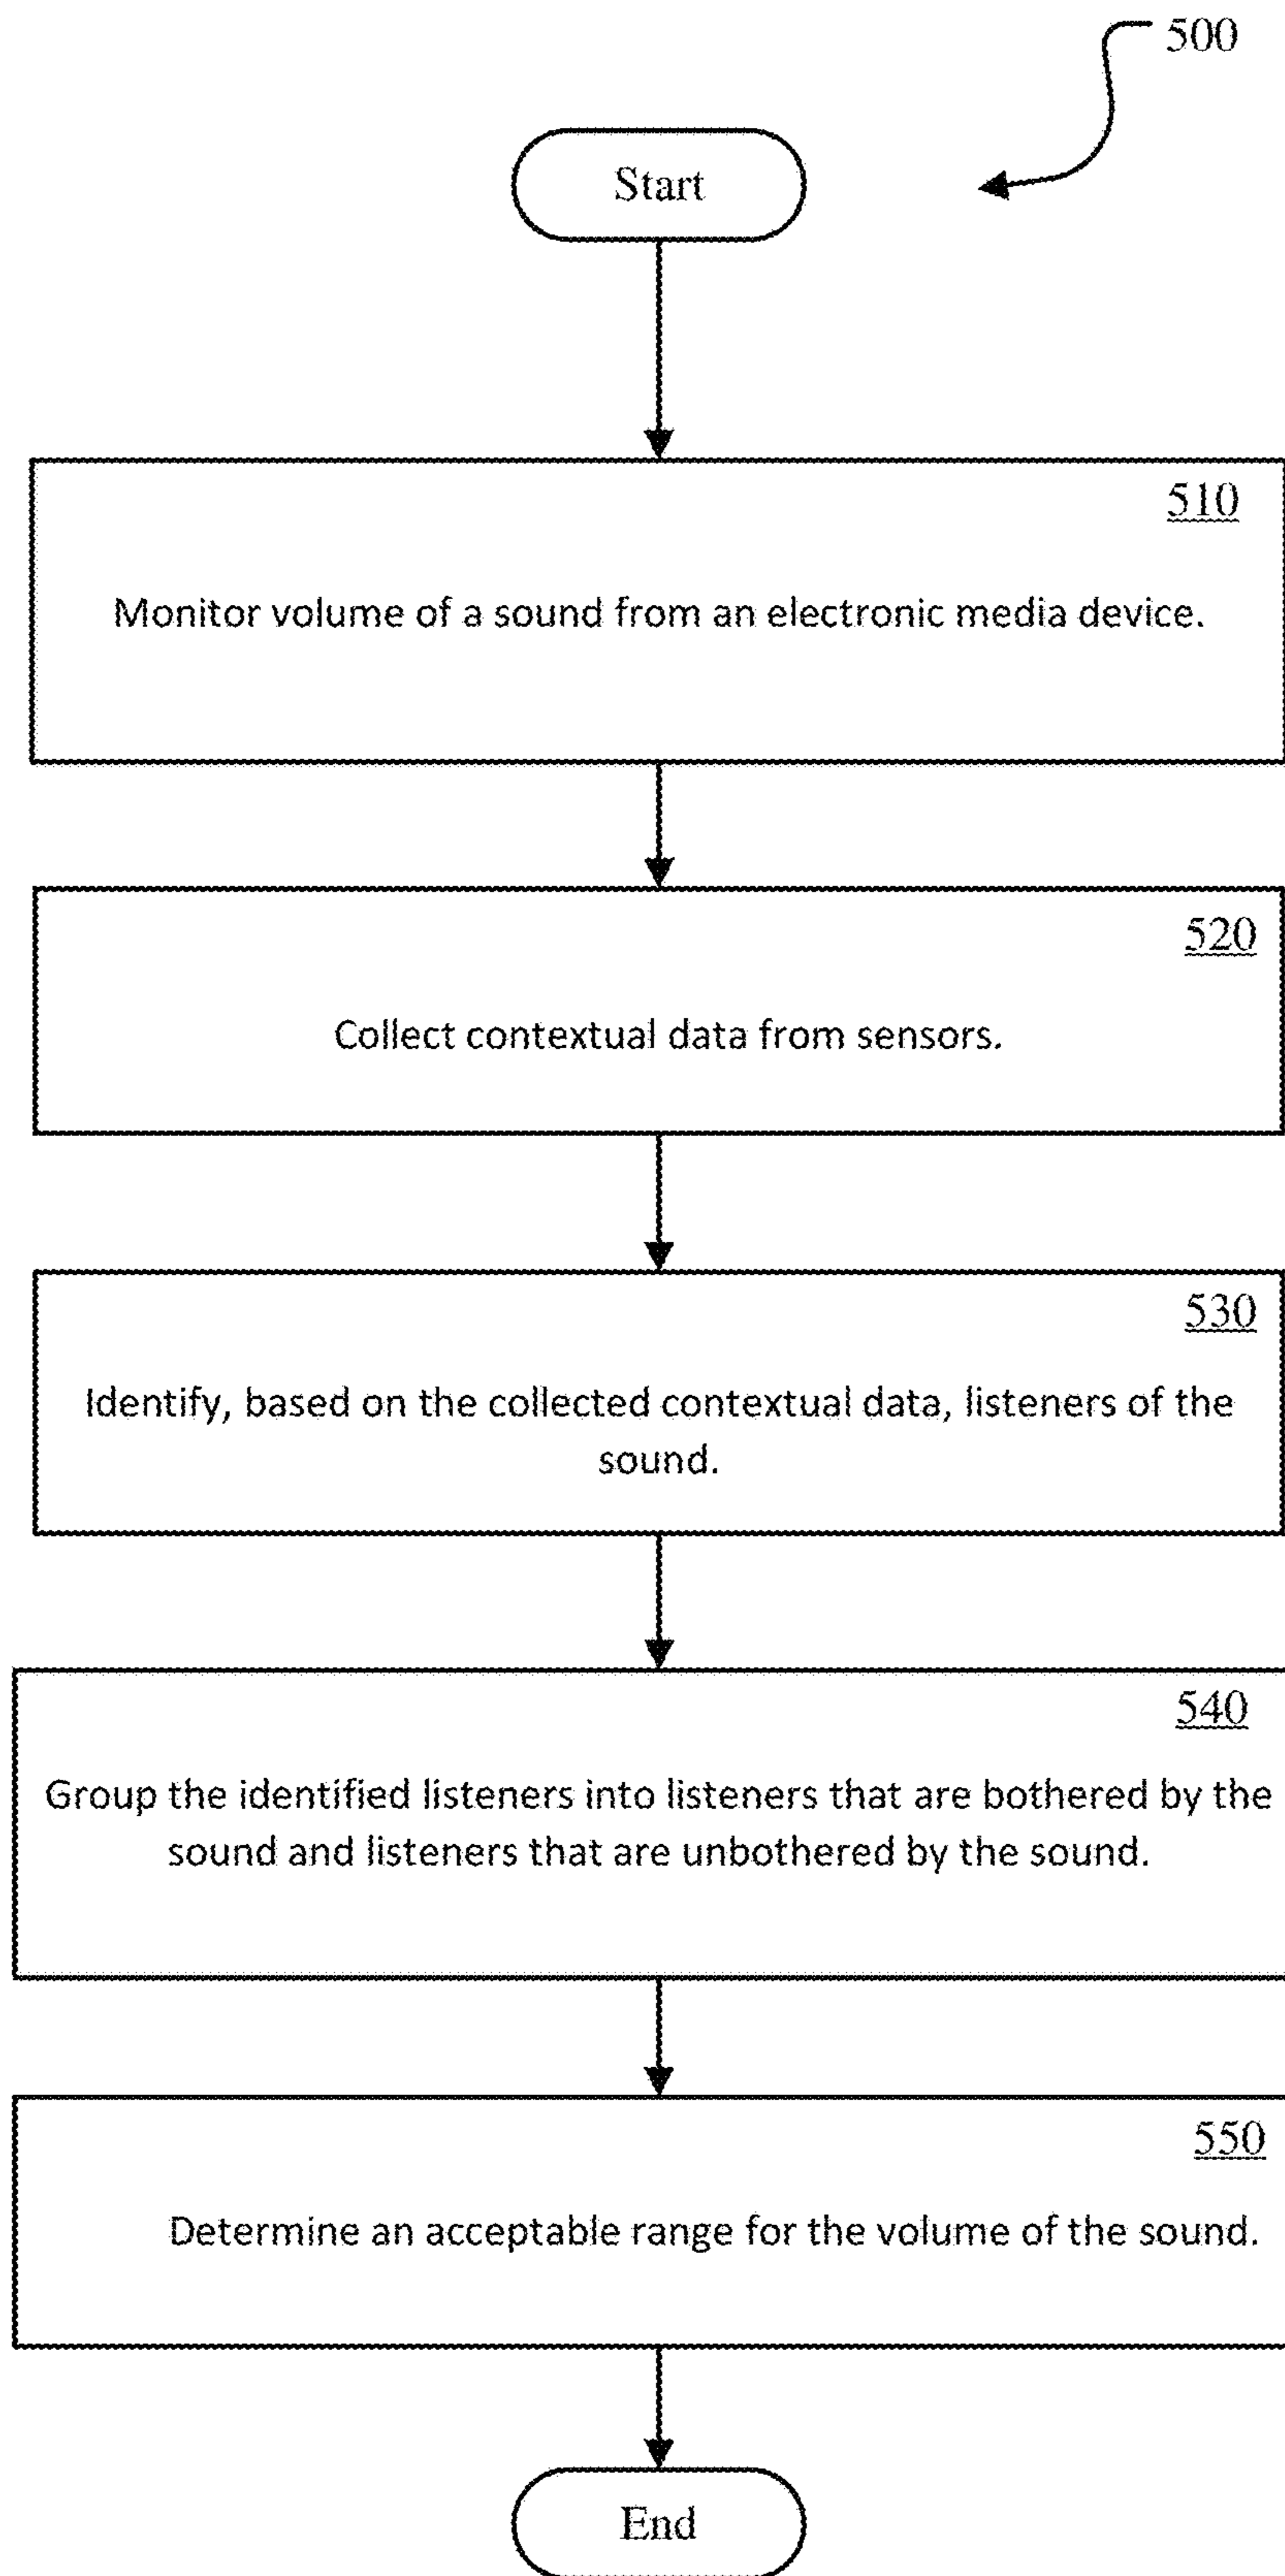 500
Start
510
Monitor volume of a sound from an electronic media device.
520
Collect contextual data from sensors.
530
Identify, based on the collected contextual data, listeners of the
sound.
540
Group the identified listeners into listeners that are bothered by the
sound and listeners that are unbothered by the sound.
550
Determine an acceptable range for the volume of the sound.
End